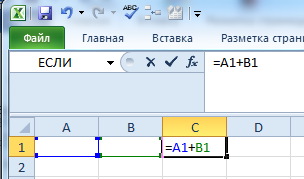 Файл Главная Вставка Разметка страни
ЕСЛИ =A1+B1
A B C D
1 =A1+B1
2